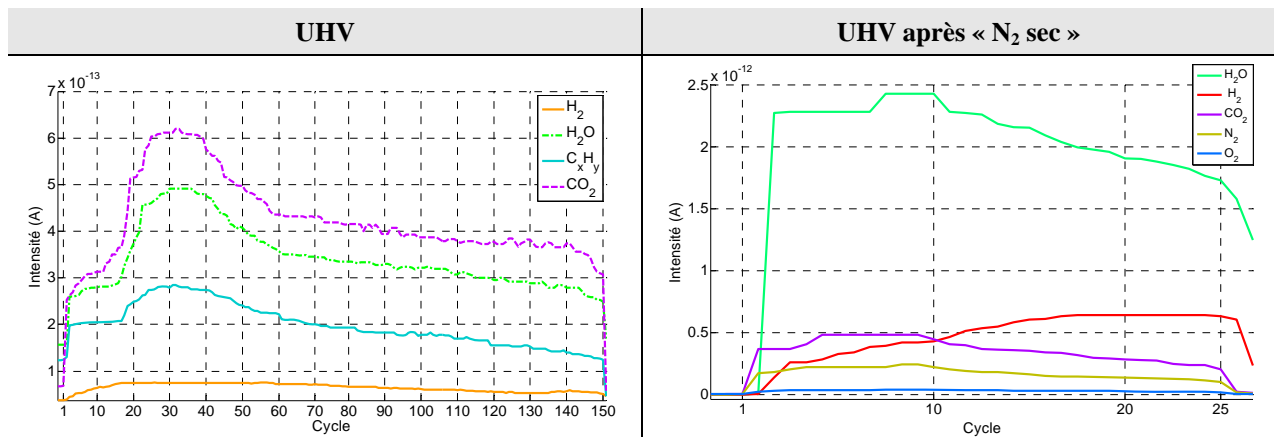 UHV
UHV après « N₂ sec »
x 10⁻¹³
7
6
5
4
3
2
1
Intensité (A)
1 10 20 30 40 50 60 70 80 90 100 110 120 130 140 150
Cycle
H₂
H₂O
CₓHᵧ
CO₂
x 10⁻¹²
2.5
2
1.5
1
0.5
0
Intensité (A)
1 10 20 25
Cycle
H₂O
H₂
CO₂
N₂
O₂